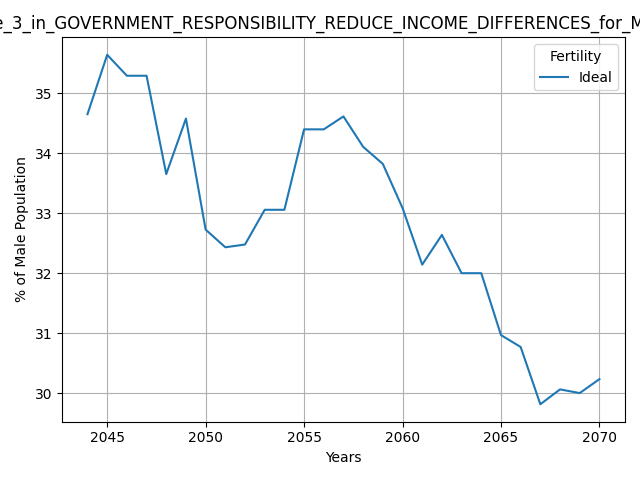 e_3_in_GOVERNMENT_RESPONSIBILITY_REDUCE_INCOME_DIFFERENCES_for_M
Fertility
Ideal
% of Male Population
35
34
33
32
31
30
2045
2050
2055
2060
2065
2070
Years